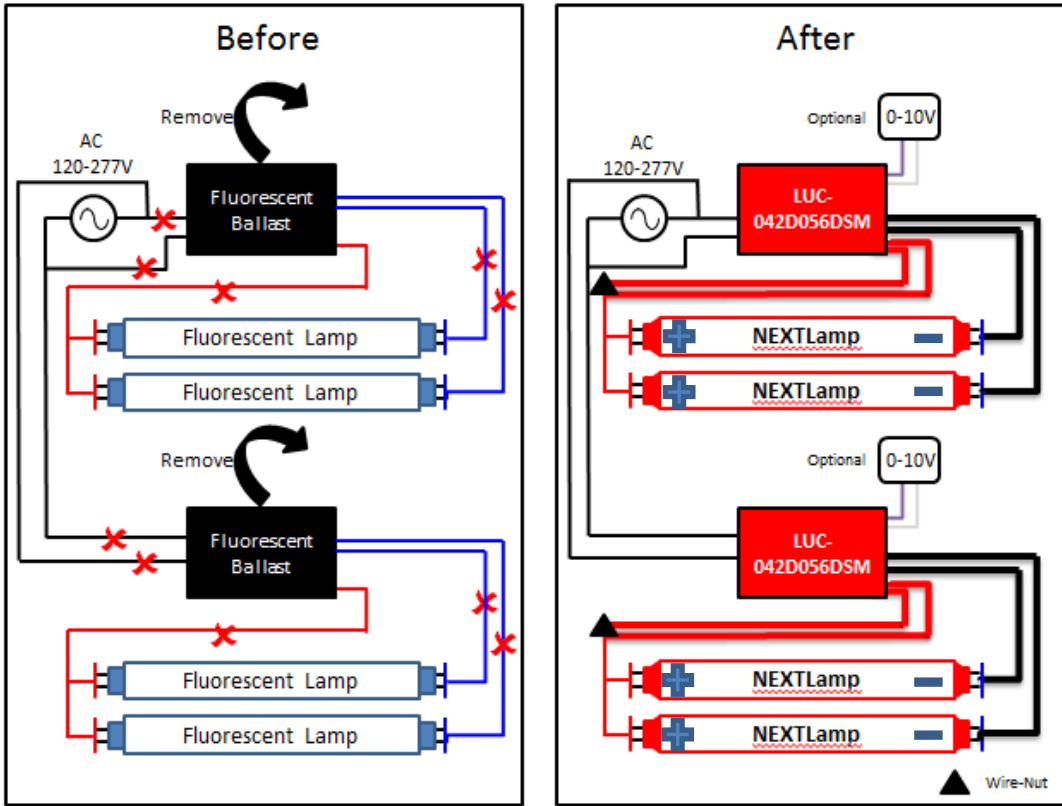 Before
Remove
AC
120-277V
Fluorescent
Ballast
Fluorescent Lamp
Fluorescent Lamp
Remove
Fluorescent
Ballast
Fluorescent Lamp
Fluorescent Lamp
After
Optional
0-10V
AC
120-277V
LUC-
042D056DSM
+ NEXTLamp −
+ NEXTLamp −
Optional
0-10V
LUC-
042D056DSM
+ NEXTLamp −
+ NEXTLamp −
Wire-Nut